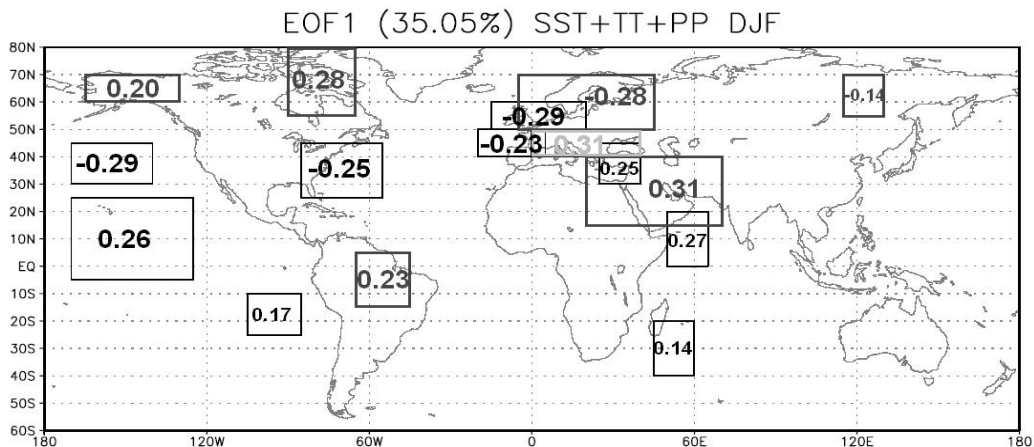 EOF1 (35.05%) SST+TT+PP DJF
80N
70N
0.20
0.28
-0.28
-0.14
60N
-0.29
50N
-0.23
0.31
40N
-0.29
-0.25
-0.25
30N
0.31
20N
0.26
0.27
10N
EQ
0.23
10S
0.17
20S
0.14
30S
40S
50S
60S
180 120W 60W 0 60E 120E 180